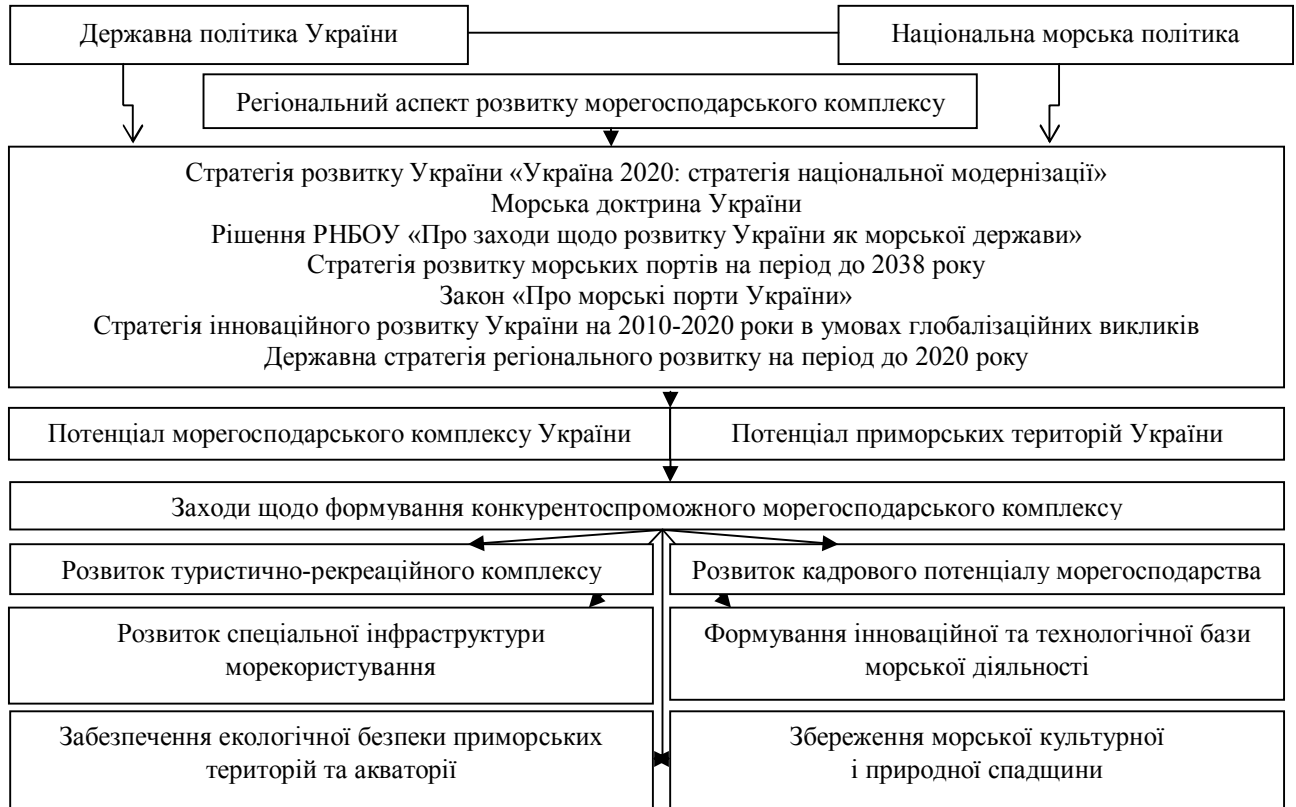 Державна політика України
Національна морська політика
Регіональний аспект розвитку морегосподарського комплексу
Стратегія розвитку України «Україна 2020: стратегія національної модернізації»
Морська доктрина України
Рішення РНБОУ «Про заходи щодо розвитку України як морської держави»
Стратегія розвитку морських портів на період до 2038 року
Закон «Про морські порти України»
Стратегія інноваційного розвитку України на 2010-2020 роки в умовах глобалізаційних викликів
Державна стратегія регіонального розвитку на період до 2020 року
Потенціал морегосподарського комплексу України
Потенціал приморських територій України
Заходи щодо формування конкурентоспроможного морегосподарського комплексу
Розвиток туристично-рекреаційного комплексу
Розвиток кадрового потенціалу морегосподарства
Розвиток спеціальної інфраструктури
морекористування
Формування інноваційної та технологічної бази
морської діяльності
Забезпечення екологічної безпеки приморських
територій та акваторії
Збереження морської культурної
і природної спадщини